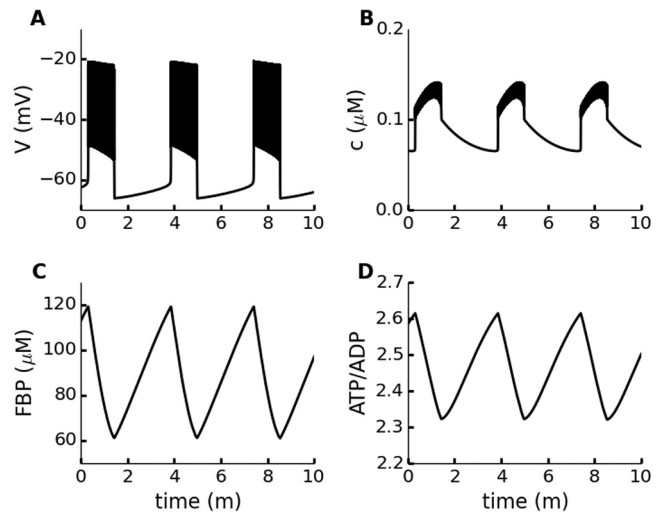 A
V (mV)
−20
−40
−60
0 2 4 6 8 10
B
c (μM)
0.2
0.1
0.0
0 2 4 6 8 10
C
FBP (μM)
120
100
80
60
0 2 4 6 8 10
time (m)
D
ATP/ADP
2.7
2.6
2.5
2.4
2.3
2.2
0 2 4 6 8 10
time (m)